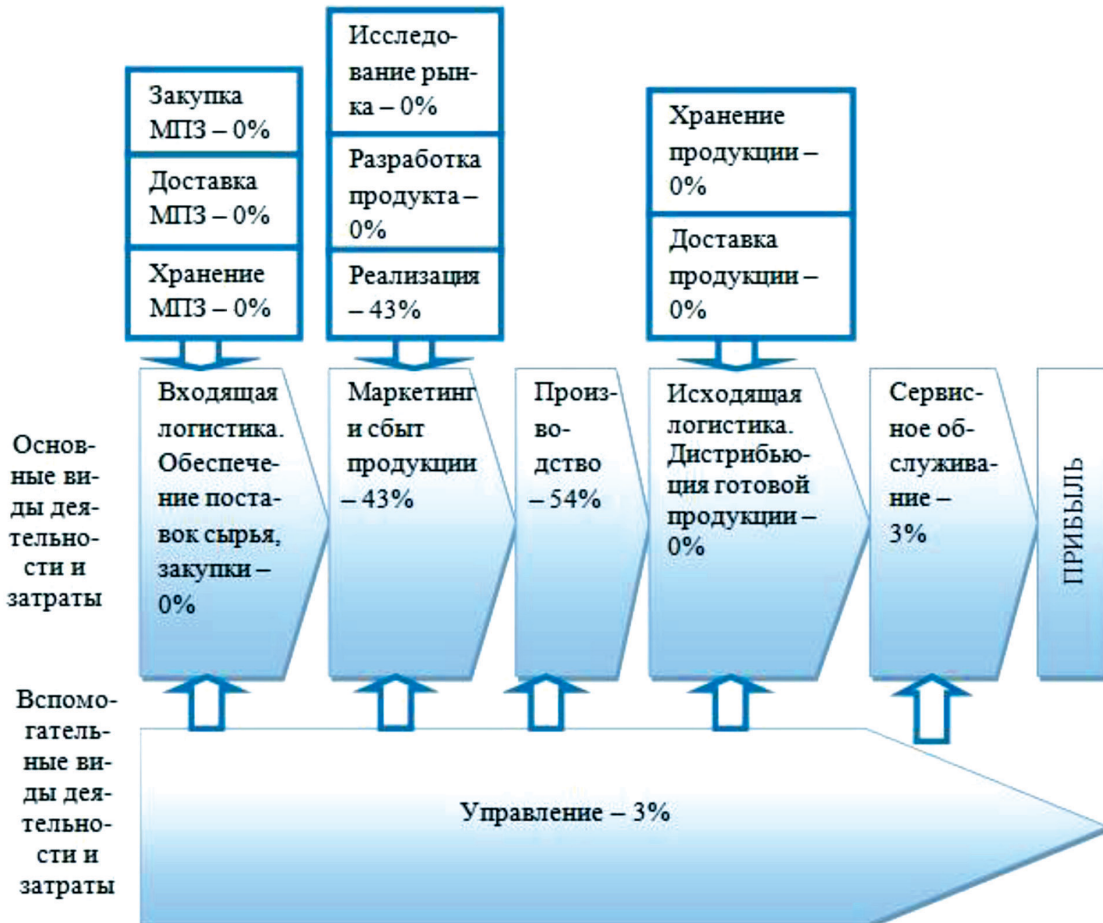 Закупка
МПЗ – 0%
Доставка
МПЗ – 0%
Хранение
МПЗ – 0%
Исследо-
вание рын-
ка – 0%
Разработка
продукта –
0%
Реализация
– 43%
Хранение
продукции –
0%
Доставка
продукции –
0%
Основ-
ные ви-
ды дея-
тельно-
сти и
затраты
Входящая
логистика.
Обеспече-
ние поста-
вок сырья,
закупки –
0%
Маркетинг
и сбыт
продукции
– 43%
Произ-
во-
дство
– 54%
Исходящая
логистика.
Дистрибью-
ция готовой
продукции –
0%
Сервис-
ное об-
служива-
ние –
3%
ПРИБЫЛЬ
Вспомо-
гатель-
ные ви-
ды дея-
тельно-
сти и
затраты
Управление – 3%